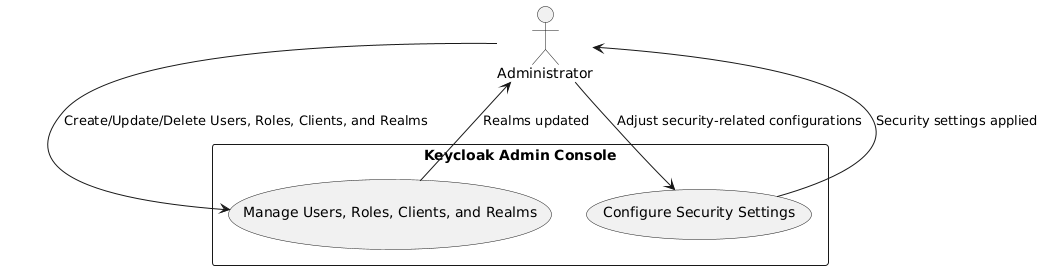 Administrator
Create/Update/Delete Users, Roles, Clients, and Realms
Realms updated
Adjust security-related configurations
Security settings applied
Keycloak Admin Console
Manage Users, Roles, Clients, and Realms
Configure Security Settings